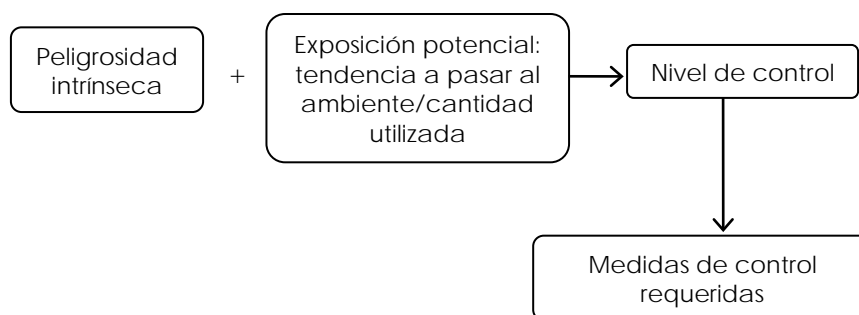 Peligrosidad
intrínseca
+
Exposición potencial:
tendencia a pasar al
ambiente/cantidad
utilizada
Nivel de control
Medidas de control
requeridas